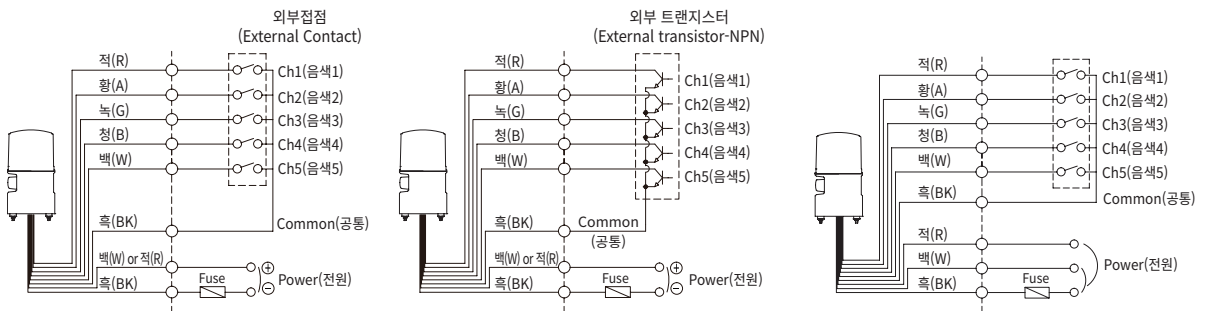 외부접점
(External Contact)
적(R)
황(A)
녹(G)
청(B)
백(W)
흑(BK)
백(W) or 적(R)
흑(BK)
Ch1(음색1)
Ch2(음색2)
Ch3(음색3)
Ch4(음색4)
Ch5(음색5)
Common(공통)
Fuse
Power(전원)
외부 트랜지스터
(External transistor-NPN)
적(R)
황(A)
녹(G)
청(B)
백(W)
흑(BK)
백(W) or 적(R)
흑(BK)
Ch1(음색1)
Ch2(음색2)
Ch3(음색3)
Ch4(음색4)
Ch5(음색5)
Common
(공통)
Fuse
Power(전원)
적(R)
황(A)
녹(G)
청(B)
백(W)
흑(BK)
적(R)
백(W)
흑(BK)
Ch1(음색1)
Ch2(음색2)
Ch3(음색3)
Ch4(음색4)
Ch5(음색5)
Common(공통)
Fuse
Power(전원)